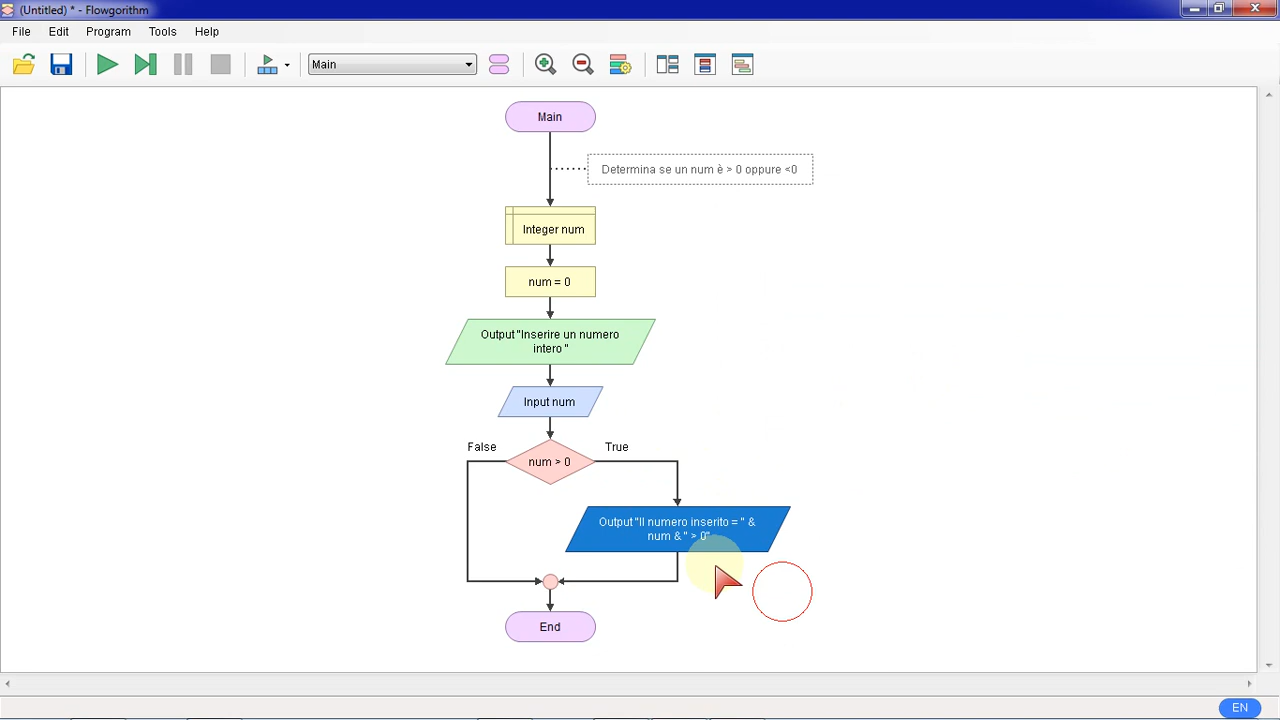 (Untitled) * - Flowgorithm
File Edit Program Tools Help
Main
Main
Determina se un num è > 0 oppure <0
Integer num
num = 0
Output "Inserire un numero
intero "
Input num
False
True
num > 0
Output "Il numero inserito = " &
num & " > 0"
End
EN